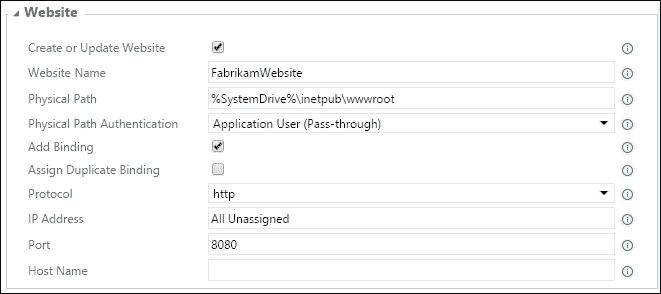 Website
Create or Update Website
Website Name FabrikamWebsite
Physical Path %SystemDrive%\inetpub\wwwroot
Physical Path Authentication Application User (Pass-through)
Add Binding
Assign Duplicate Binding
Protocol http
IP Address All Unassigned
Port 8080
Host Name